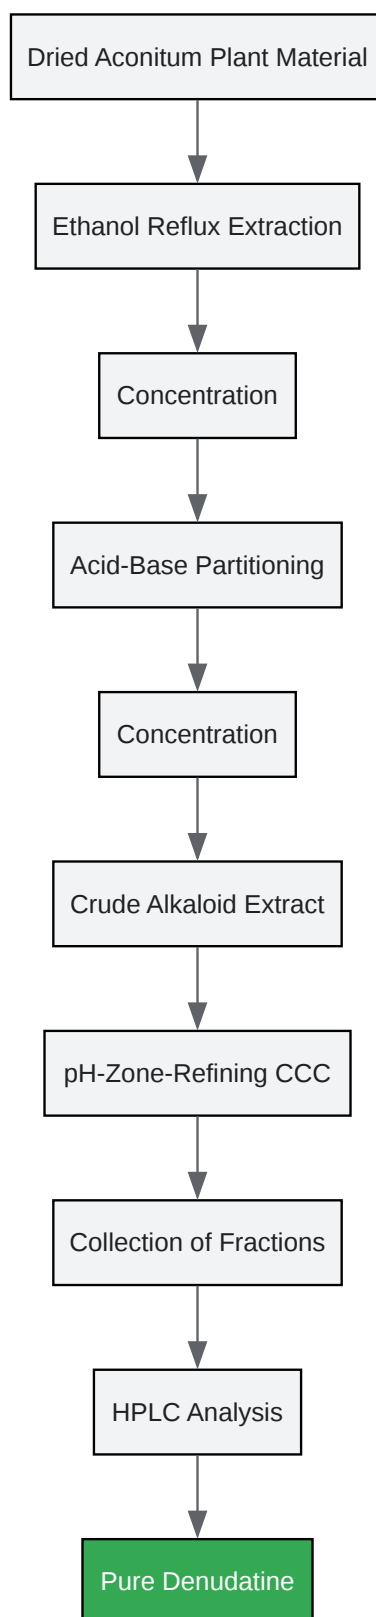 Dried Aconitum Plant Material
Ethanol Reflux Extraction
Concentration
Acid-Base Partitioning
Concentration
Crude Alkaloid Extract
pH-Zone-Refining CCC
Collection of Fractions
HPLC Analysis
Pure Denudatine